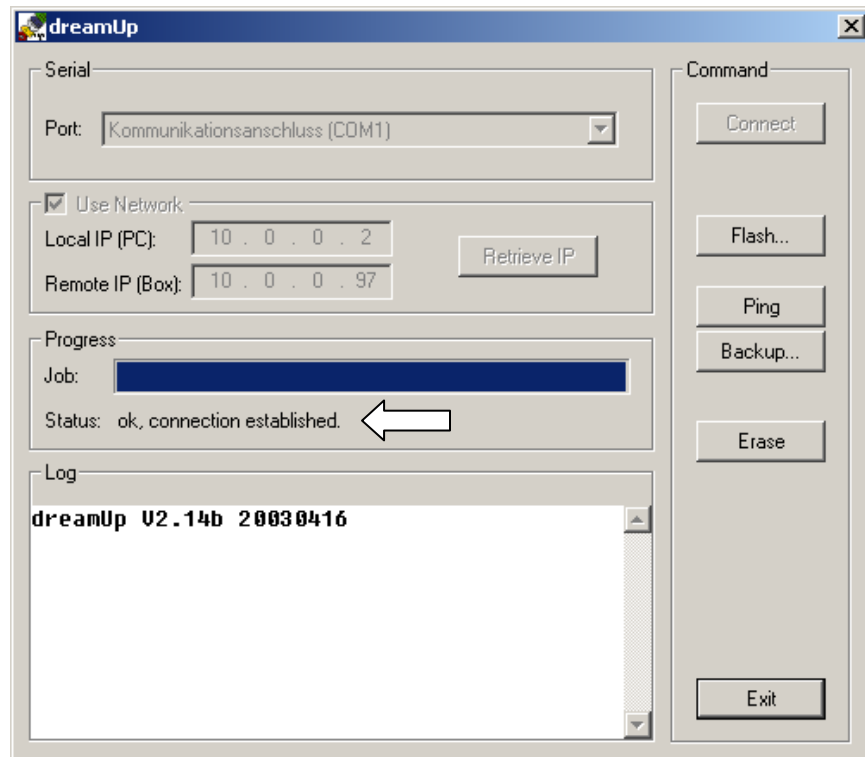 dreamUp
Serial
Port: Kommunikationsanschluss (COM1)
Use Network
Local IP (PC): 10 . 0 . 0 . 2
Remote IP (Box): 10 . 0 . 0 . 97
Retrieve IP
Progress
Job:
Status: ok, connection established.
Log
dreamUp V2.14b 20030416
Command
Connect
Flash...
Ping
Backup...
Erase
Exit